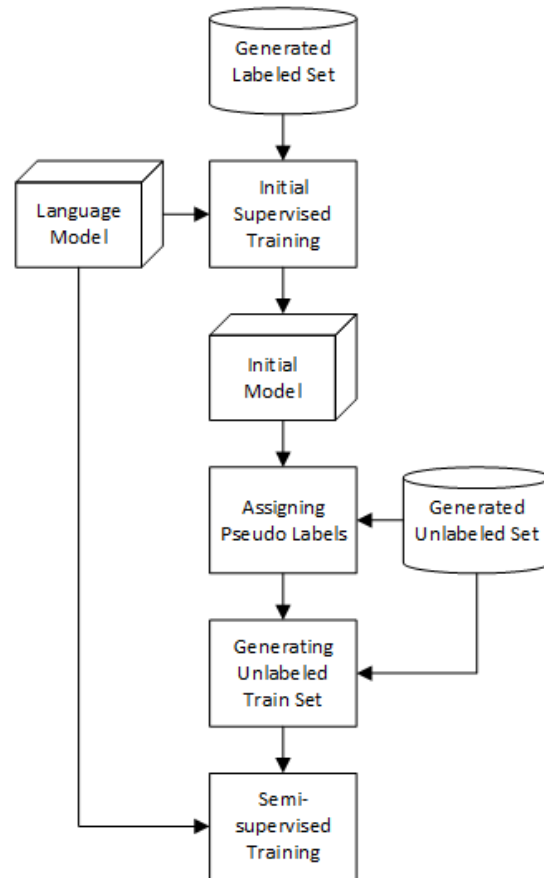 Generated
Labeled Set
Language
Model
Initial
Supervised
Training
Initial
Model
Assigning
Pseudo Labels
Generated
Unlabeled Set
Generating
Unlabeled
Train Set
Semi-
supervised
Training